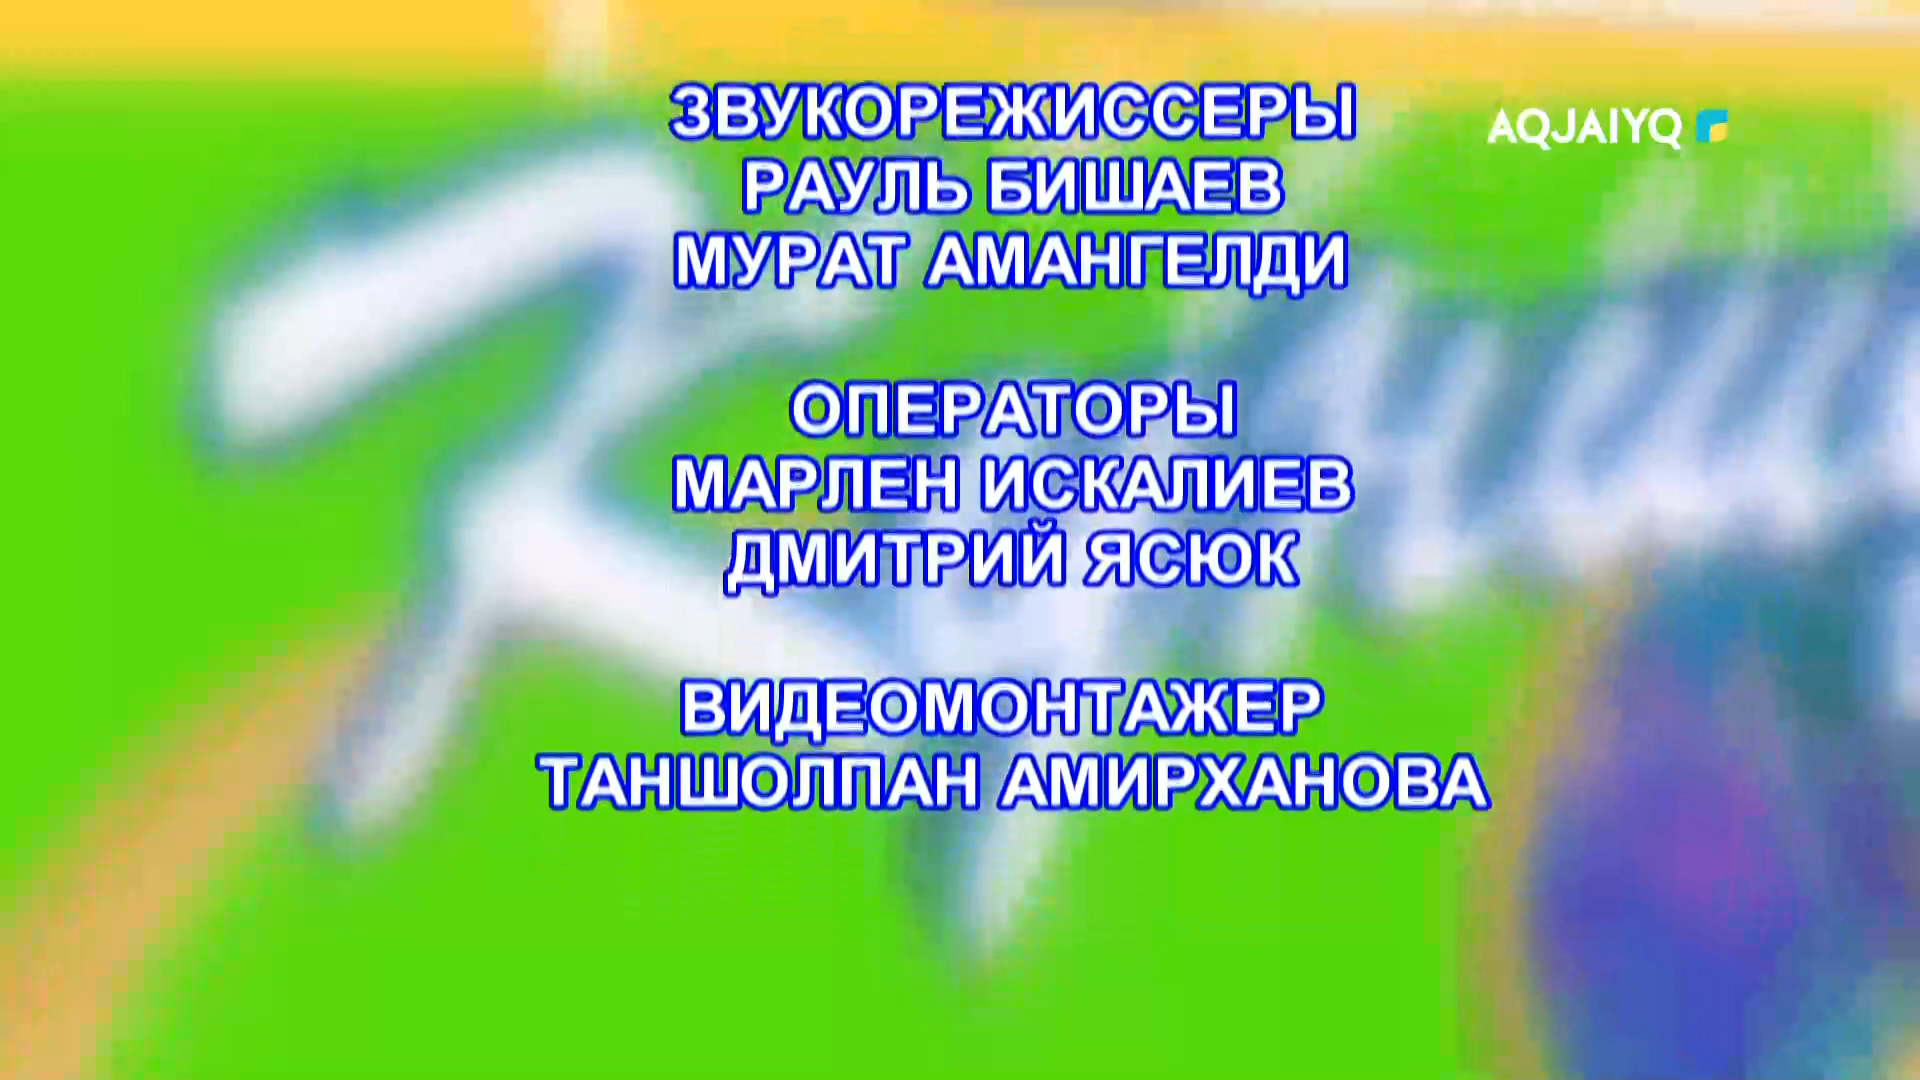 ЗВУКОРЕЖИССЕРЫ
AQJAIYQ
РАУЛЬ БИШАЕВ
МУРАТ АМАНГЕЛДИ
ОПЕРАТОРЫ
МАРЛЕН ИСКАЛИЕВ
ДМИТРИЙ ЯСЮК
ВИДЕОМОНТАЖЕР
ТАНШОЛПАН АМИРХАНОВА